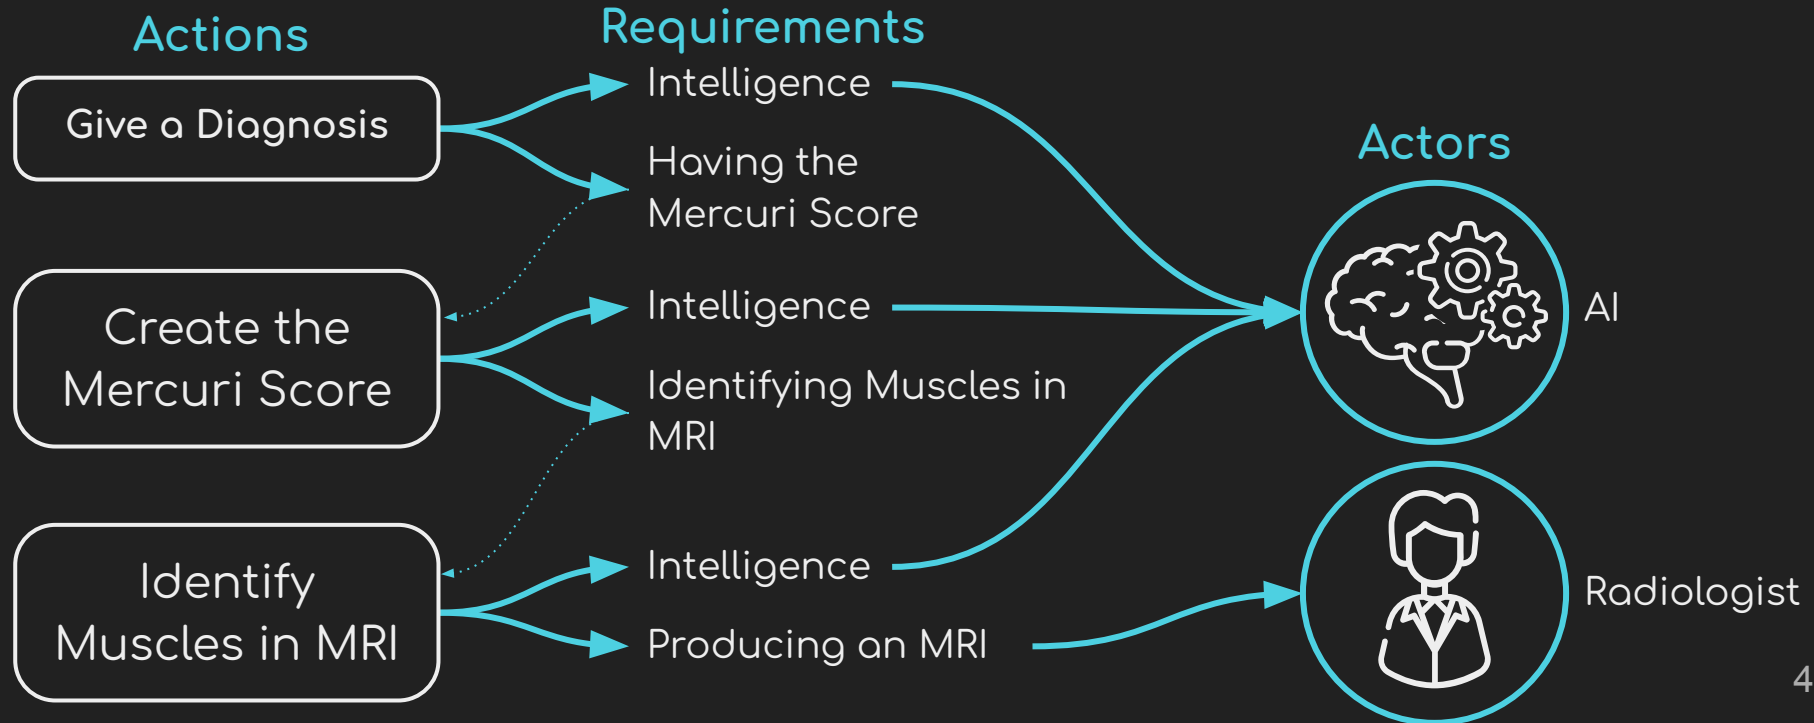 Actions
Requirements
Give a Diagnosis
Intelligence
Having the
Mercuri Score
Create the
Mercuri Score
Intelligence
Identifying Muscles in
MRI
Identify
Muscles in MRI
Intelligence
Producing an MRI
Actors
AI
Radiologist
4